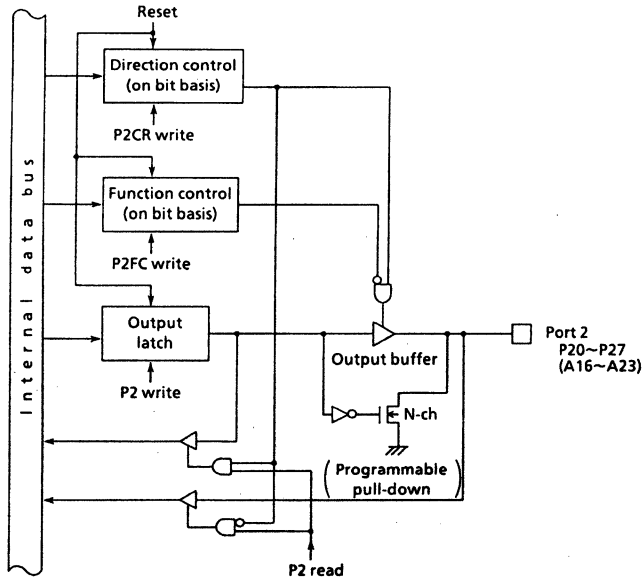 Reset
Internal data bus
Direction control
(on bit basis)
P2CR write
Function control
(on bit basis)
P2FC write
Output
latch
P2 write
Output buffer
Port 2
P20~P27
(A16~A23)
N-ch
(Programmable
pull-down)
P2 read